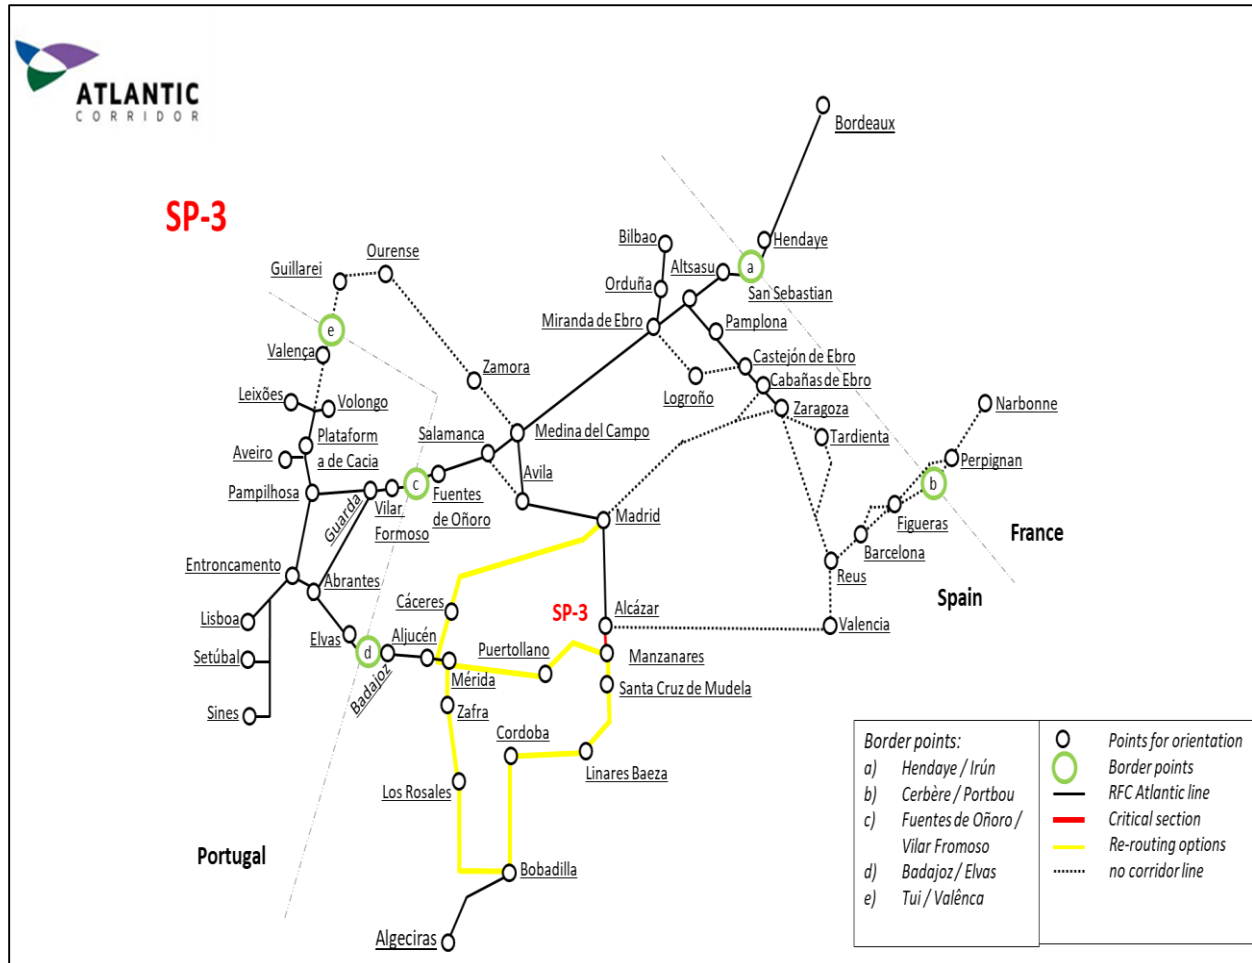 ATLANTIC
CORRIDOR
SP-3
Bordeaux
Hendaye
a
San Sebastian
Bilbao
Altsasu
Orduña
Miranda de Ebro
Pamplona
Castejón de Ebro
Cabañas de Ebro
Logroño
Zaragoza
Tardienta
Narbonne
Perpignan
b
Figueras
Barcelona
Reus
Valencia
France
Spain
Ourense
Guillarei
e
Valença
Zamora
Leixões
Volongo
Plataform
a de Cacia
Aveiro
Salamanca
Medina del Campo
Avila
Pampilhosa
Guarda
Vilar
Formoso
c
Fuentes
de Oñoro
Madrid
Entroncamento
Abrantes
Lisboa
Setúbal
Sines
Elvas
d
Badajoz
Aljucén
Cáceres
Mérida
Puertollano
SP-3
Alcázar
Manzanares
Santa Cruz de Mudela
Zafra
Cordoba
Linares Baeza
Los Rosales
Bobadilla
Algeciras
Portugal
Border points:
a) Hendaye / Irún
b) Cerbère / Portbou
c) Fuentes de Oñoro /
Vilar Fromoso
d) Badajoz / Elvas
e) Tui / Valênca
Points for orientation
Border points
RFC Atlantic line
Critical section
Re-routing options
no corridor line